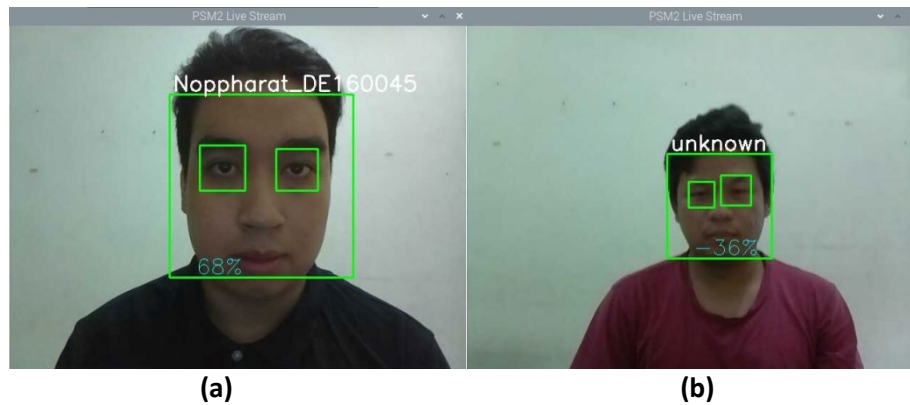 PSM2 Live Stream
PSM2 Live Stream
Noppharat_DE160045
unknown
68%
-36%
(a)
(b)